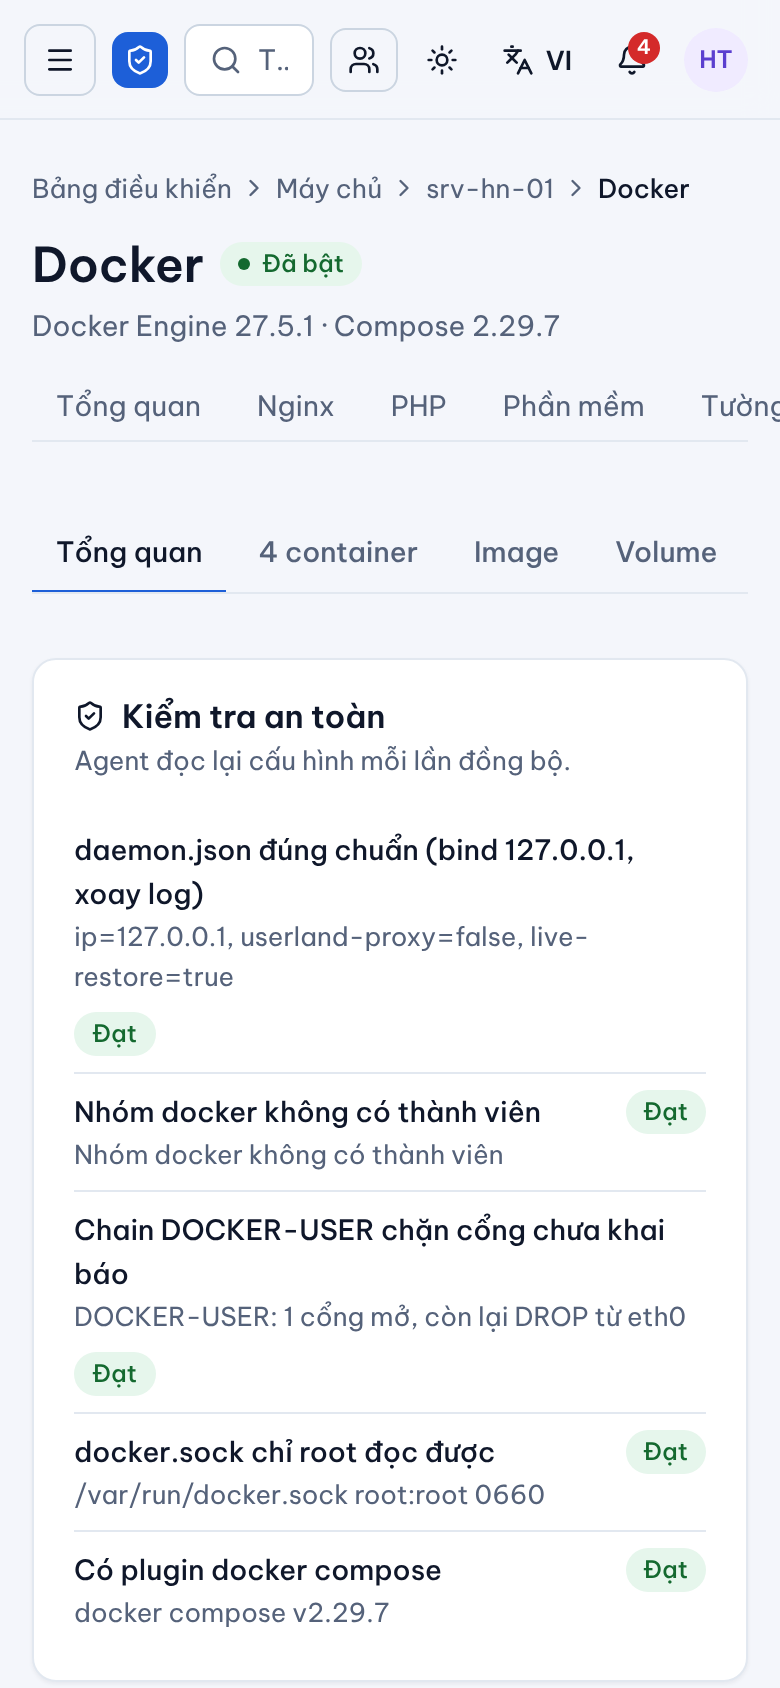 T..
VI
4
HT
Bảng điều khiển > Máy chủ > srv-hn-01 > Docker
Docker
Đã bật
Docker Engine 27.5.1 · Compose 2.29.7
Tổng quan Nginx PHP Phần mềm Tường
Tổng quan 4 container Image Volume
Kiểm tra an toàn
Agent đọc lại cấu hình mỗi lần đồng bộ.
daemon.json đúng chuẩn (bind 127.0.0.1,
xoay log)
ip=127.0.0.1, userland-proxy=false, live-
restore=true
Đạt
Nhóm docker không có thành viên
Đạt
Nhóm docker không có thành viên
Chain DOCKER-USER chặn cổng chưa khai
báo
DOCKER-USER: 1 cổng mở, còn lại DROP từ eth0
Đạt
docker.sock chỉ root đọc được
Đạt
/var/run/docker.sock root:root 0660
Có plugin docker compose
Đạt
docker compose v2.29.7